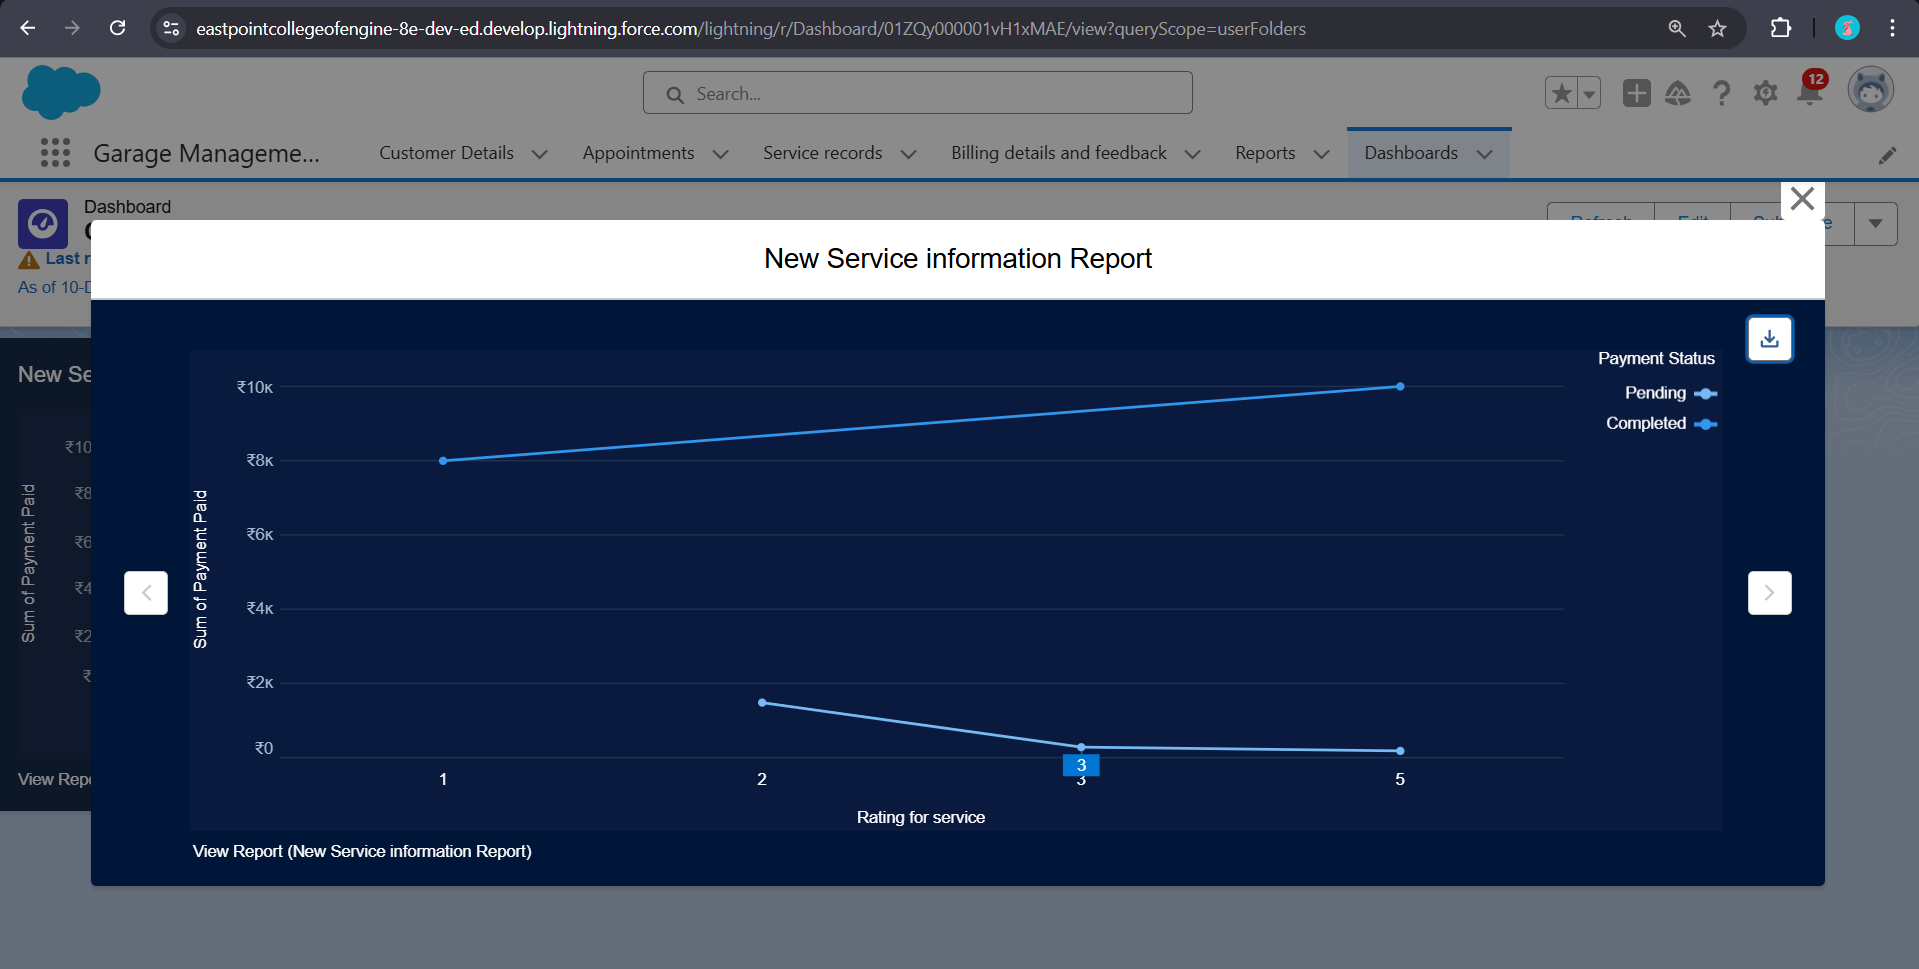 eastpointcollegeofengine-8e-dev-ed.develop.lightning.force.com/lightning/r/Dashboard/01ZQy000001vH1xMAE/view?queryScope=userFolders
Search...
12
Garage Manageme...
Customer Details
Appointments
Service records
Billing details and feedback
Reports
Dashboards
Dashboard
Last r
As of 10-D
Refresh
Edit
New Service information Report
New Se
Sum of Payment Paid
₹10
₹8
₹6
₹4
₹2
₹
View Repo
Payment Status
Pending
Completed
Sum of Payment Paid
₹10K
₹8K
₹6K
₹4K
₹2K
₹0
3
1
2
3
5
Rating for service
View Report (New Service information Report)